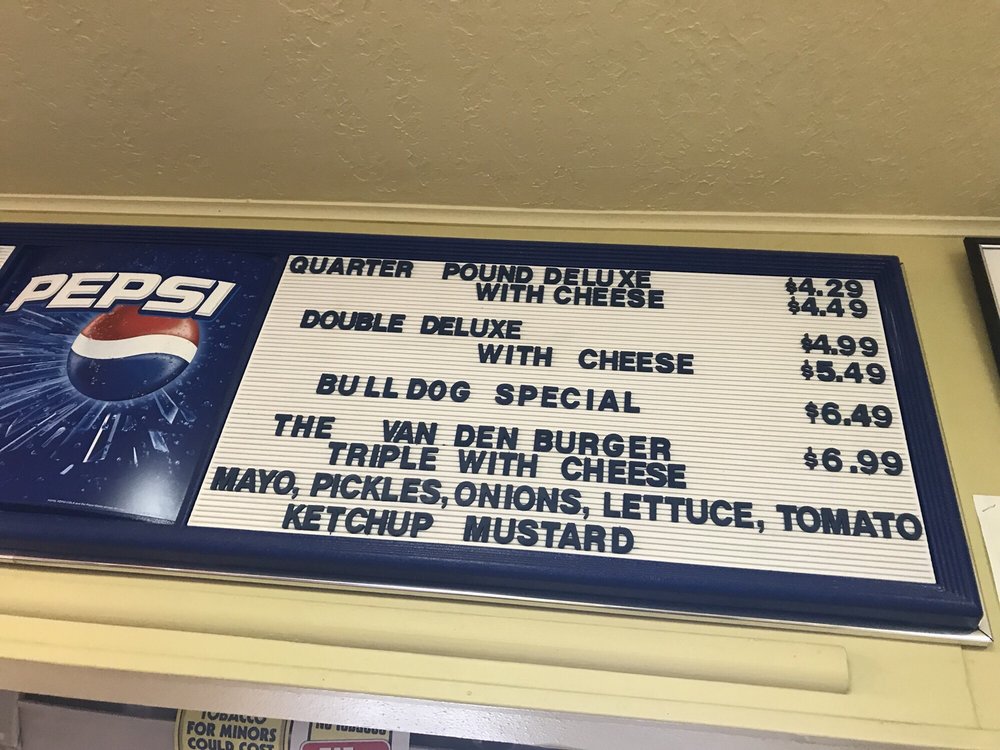 PEPSI
QUARTER POUND DELUXE $4.29
WITH CHEESE $4.49
DOUBLE DELUXE $4.99
WITH CHEESE $5.49
BULLDOG SPECIAL $6.49
THE VAN DEN BURGER
TRIPLE WITH CHEESE $6.99
MAYO, PICKLES, ONIONS, LETTUCE, TOMATO
KETCHUP MUSTARD
TOBACCO
FOR MINORS
COULD COST
No Tobacco